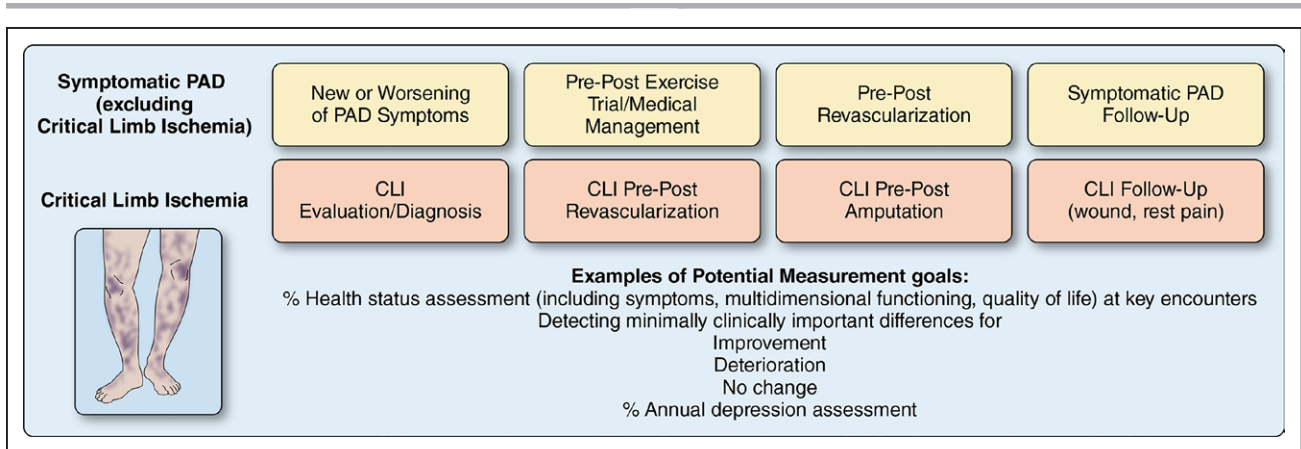 Symptomatic PAD
(excluding
Critical Limb Ischemia)
New or Worsening
of PAD Symptoms
Pre-Post Exercise
Trial/Medical
Management
Pre-Post
Revascularization
Symptomatic PAD
Follow-Up
Critical Limb Ischemia
CLI
Evaluation/Diagnosis
CLI Pre-Post
Revascularization
CLI Pre-Post
Amputation
CLI Follow-Up
(wound, rest pain)
Examples of Potential Measurement goals:
% Health status assessment (including symptoms, multidimensional functioning, quality of life) at key encounters
Detecting minimally clinically important differences for
Improvement
Deterioration
No change
% Annual depression assessment